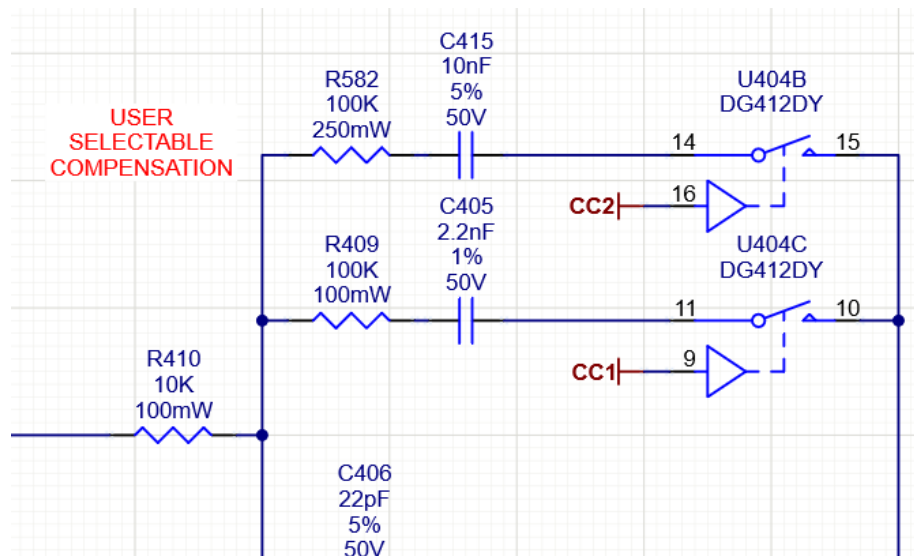 C415
10nF
5%
50V
R582
100K
250mW
U404B
DG412DY
USER
SELECTABLE
COMPENSATION
14
15
16
CC2
C405
2.2nF
1%
50V
R409
100K
100mW
U404C
DG412DY
11
10
9
CC1
R410
10K
100mW
C406
22pF
5%
50V